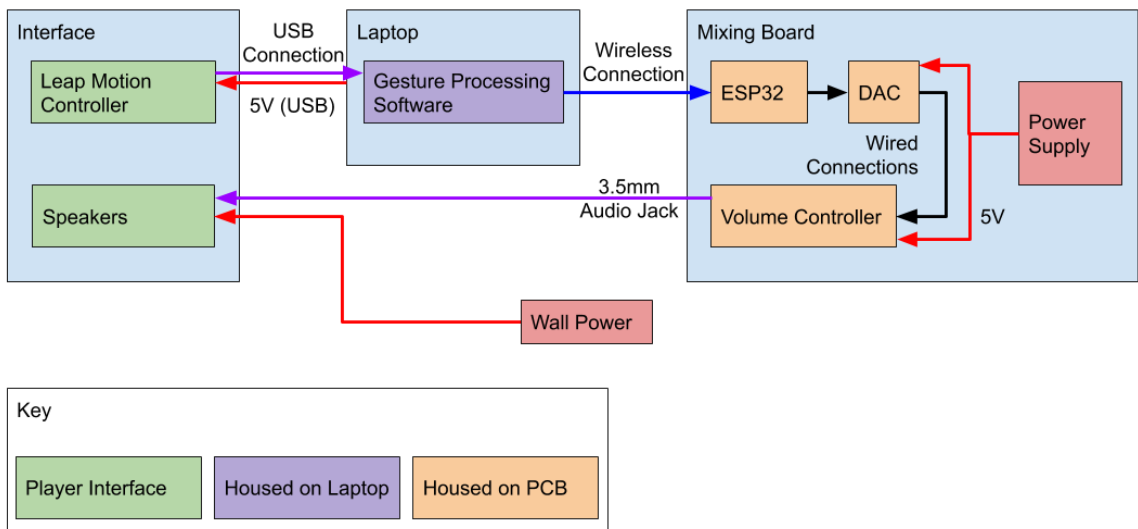 Interface
Leap Motion
Controller
Speakers
USB
Connection
5V (USB)
Laptop
Gesture Processing
Software
Wireless
Connection
Mixing Board
ESP32
DAC
Wired
Connections
Power
Supply
3.5mm
Audio Jack
Volume Controller
5V
Wall Power
Key
Player Interface
Housed on Laptop
Housed on PCB